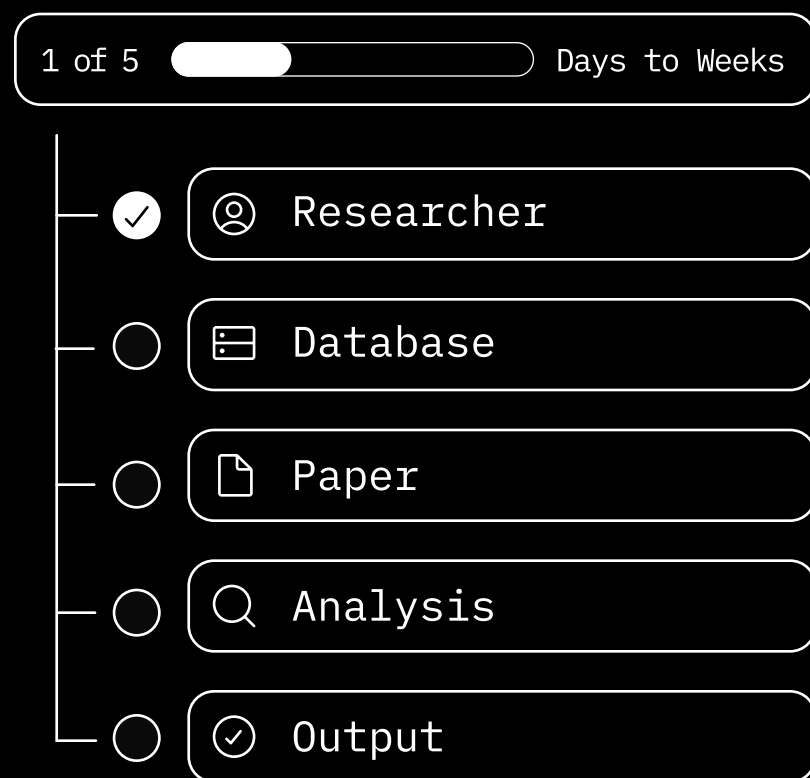 1 of 5 Days to Weeks
Researcher
Database
Paper
Analysis
Output